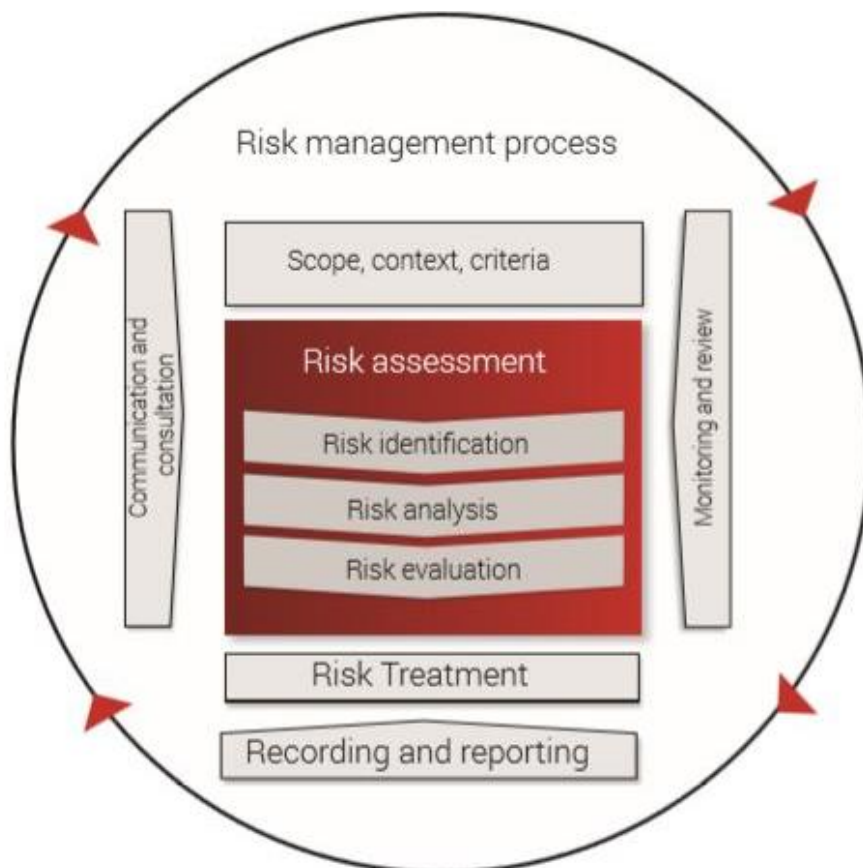 Risk management process
Scope, context, criteria
Communication and
consultation
Risk assessment
Risk identification
Risk analysis
Risk evaluation
Monitoring and review
Risk Treatment
Recording and reporting